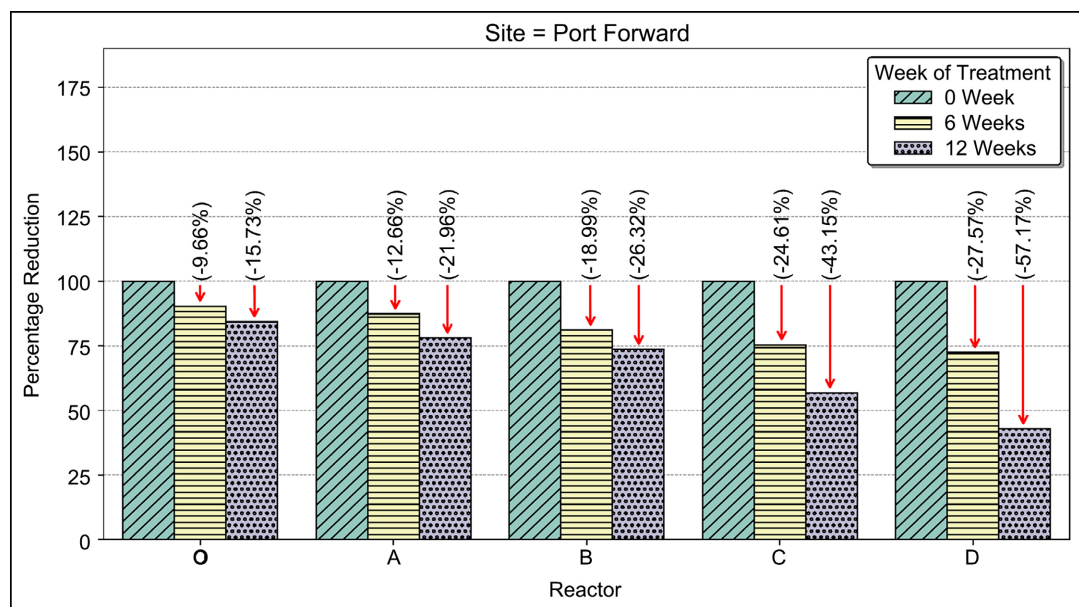 Site = Port Forward
Week of Treatment
0 Week
6 Weeks
12 Weeks
Percentage Reduction
175
150
125
100
75
50
25
0
(-9.66%)
(-15.73%)
(-12.66%)
(-21.96%)
(-18.99%)
(-26.32%)
(-24.61%)
(-43.15%)
(-27.57%)
(-57.17%)
O A B C D
Reactor